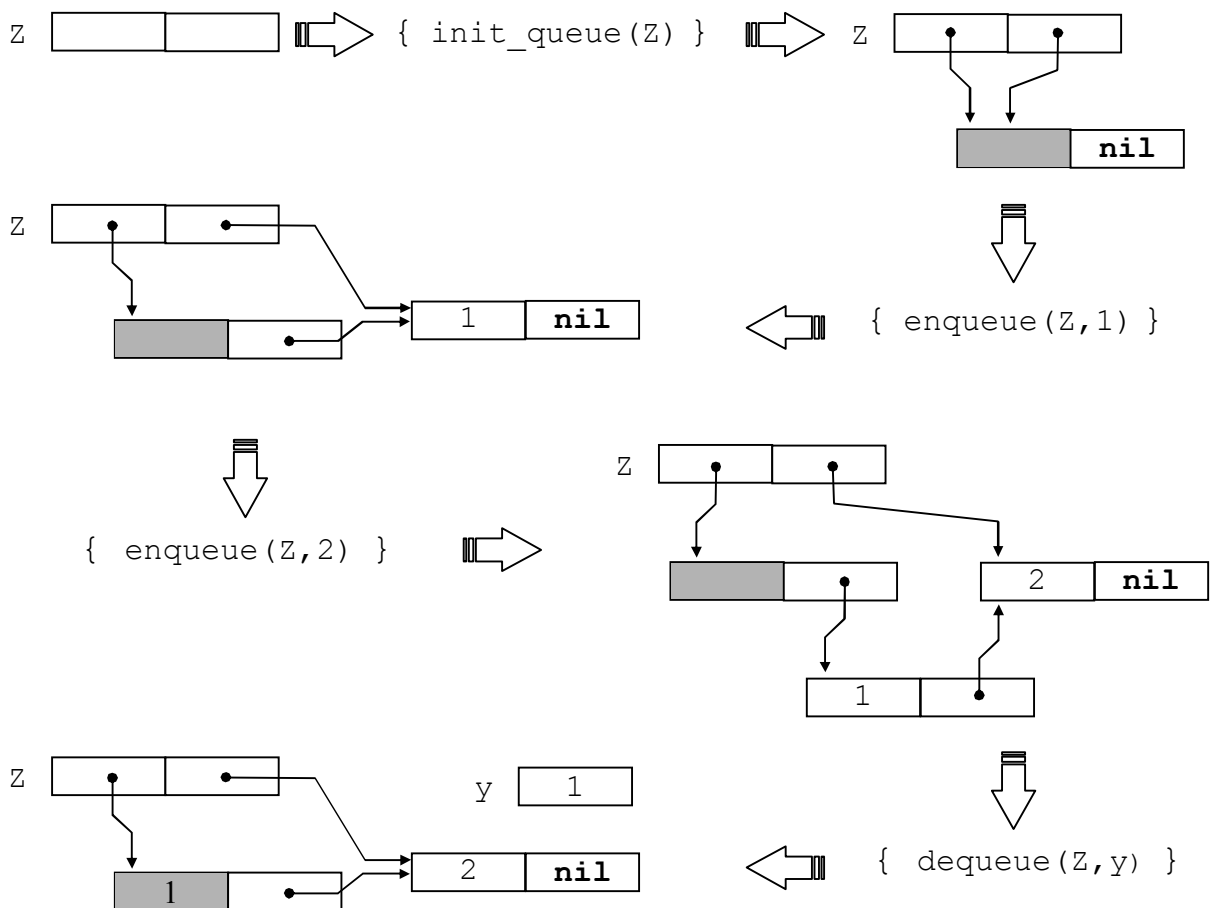 Z { init_queue(Z) } Z
nil
Z
1 nil { enqueue(Z,1) }
Z
{ enqueue(Z,2) }
2 nil
1
Z y 1
1 2 nil { dequeue(Z,y) }